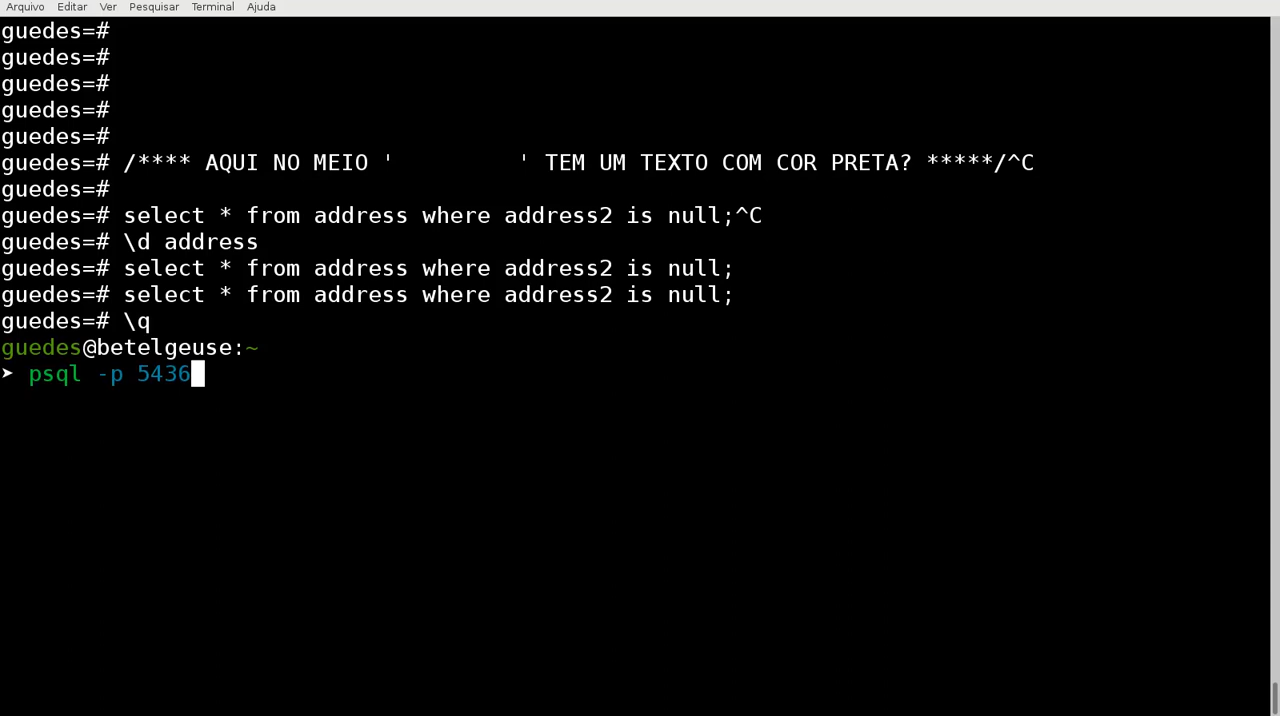 Arquivo Editar Ver Pesquisar Terminal Ajuda
guedes=#
guedes=#
guedes=#
guedes=#
guedes=#
guedes=# /**** AQUI NO MEIO '          ' TEM UM TEXTO COM COR PRETA? *****/^C
guedes=#
guedes=# select * from address where address2 is null;^C
guedes=# \d address
guedes=# select * from address where address2 is null;
guedes=# select * from address where address2 is null;
guedes=# \q
guedes@betelgeuse:~
➤ psql -p 5436